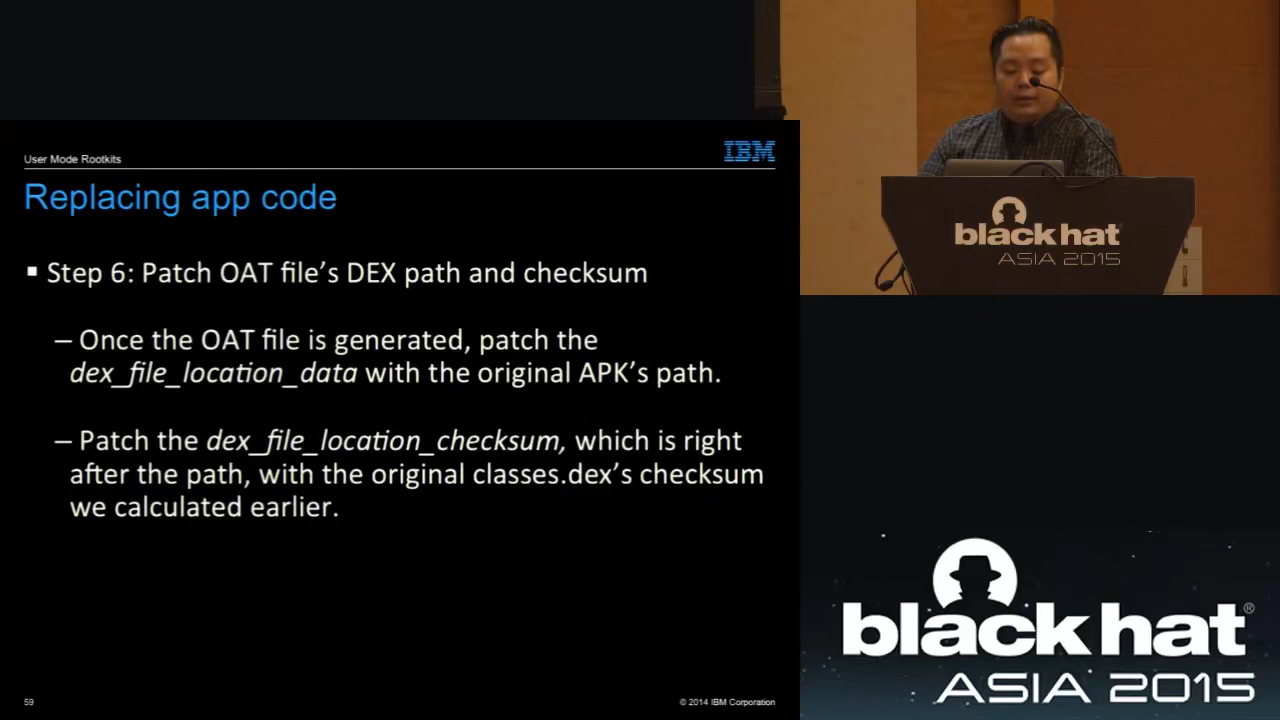 User Mode Rootkits
IBM
Replacing app code
▪ Step 6: Patch OAT file’s DEX path and checksum
– Once the OAT file is generated, patch the
dex_file_location_data with the original APK’s path.
– Patch the dex_file_location_checksum, which is right
after the path, with the original classes.dex’s checksum
we calculated earlier.
59
© 2014 IBM Corporation
black hat
ASIA 2015
black hat®
ASIA 2015